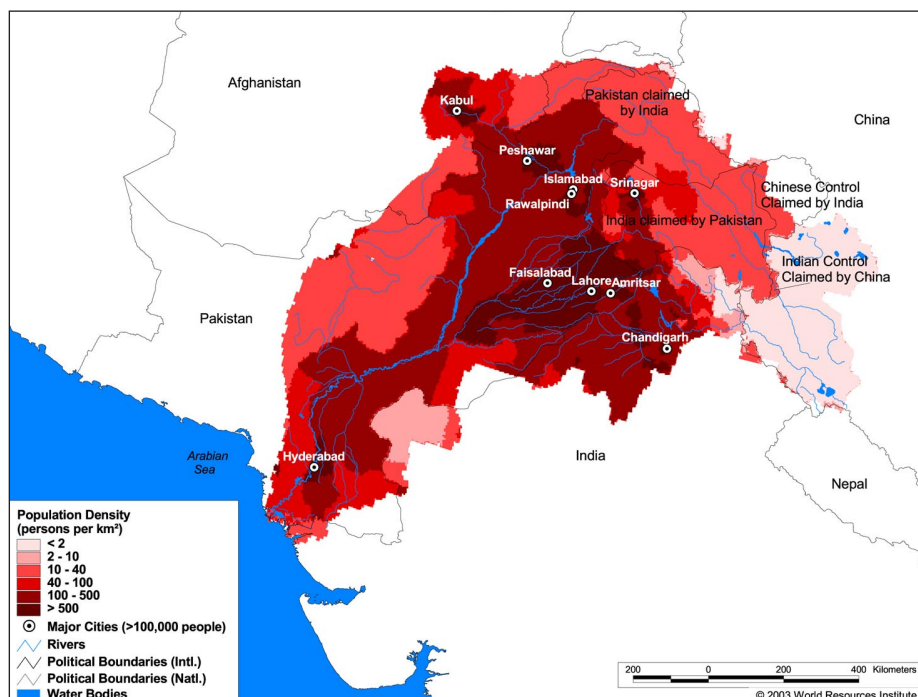 Afghanistan
Kabul
Pakistan claimed
by India
China
Peshawar
Islamabad
Srinagar
Rawalpindi
Chinese Control
Claimed by India
India claimed by Pakistan
Indian Control
Claimed by China
Faisalabad
Lahore
Amritsar
Pakistan
Chandigarh
Arabian
Sea
Hyderabad
India
Nepal
Population Density
(persons per km²)
< 2
2 - 10
10 - 40
40 - 100
100 - 500
> 500
Major Cities (>100,000 people)
Rivers
Political Boundaries (Intl.)
Political Boundaries (Natl.)
Water Bodies
200 0 200 400 Kilometers
© 2003 World Resources Institute